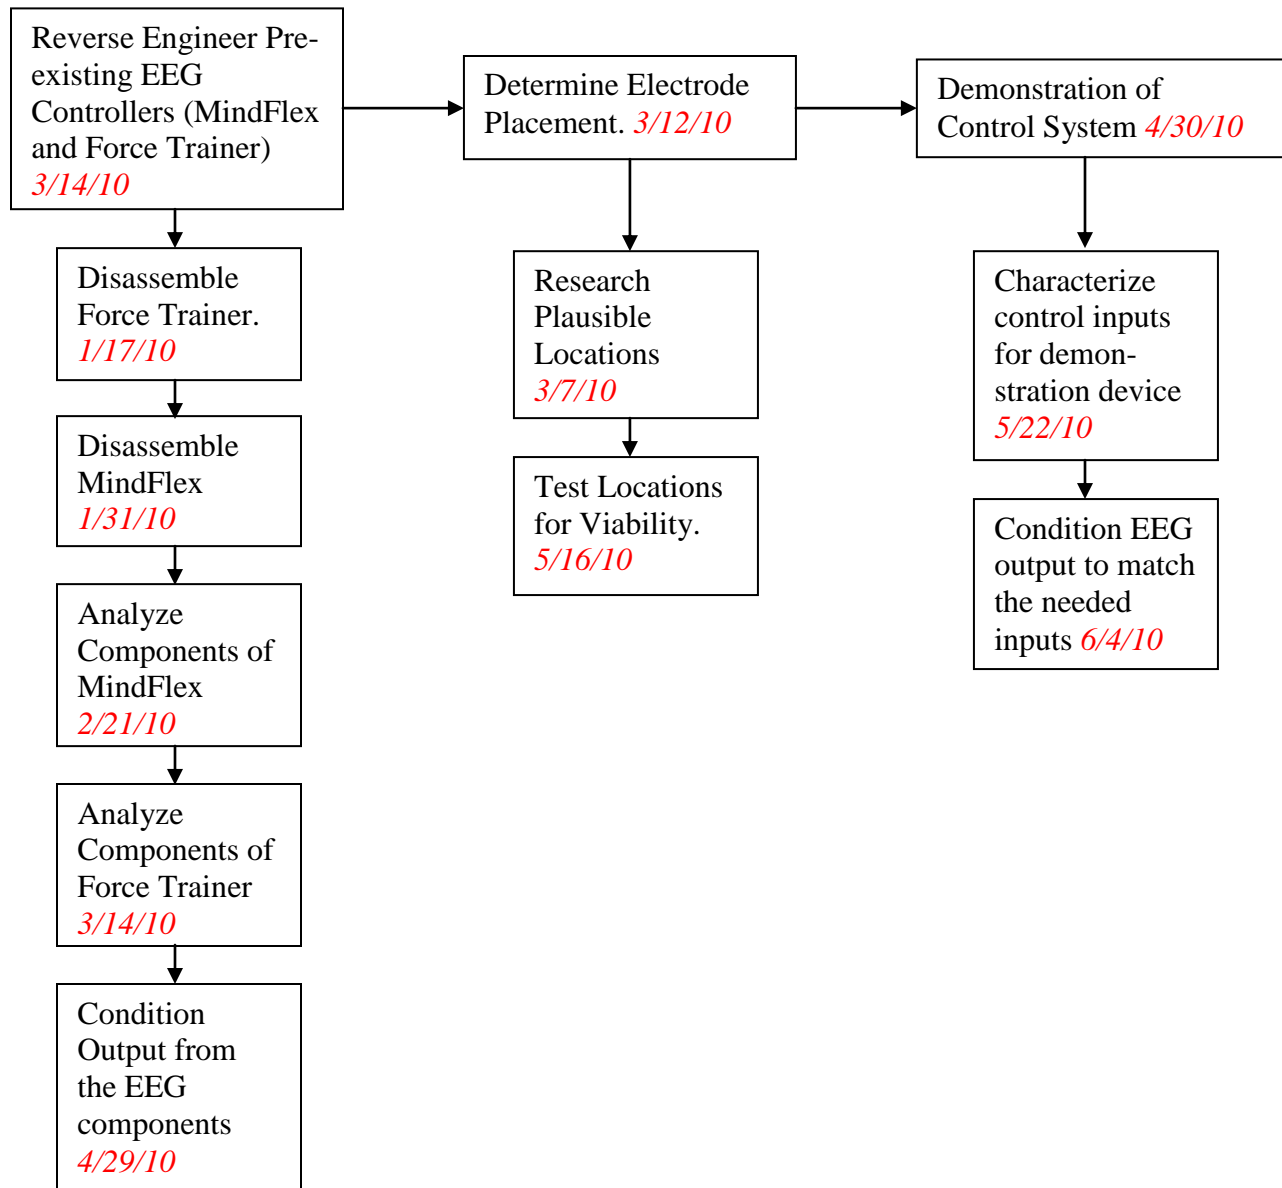 Reverse Engineer Pre-
existing EEG
Controllers (MindFlex
and Force Trainer)
3/14/10
Disassemble
Force Trainer.
1/17/10
Disassemble
MindFlex
1/31/10
Analyze
Components of
MindFlex
2/21/10
Analyze
Components of
Force Trainer
3/14/10
Condition
Output from
the EEG
components
4/29/10
Determine Electrode
Placement. 3/12/10
Research
Plausible
Locations
3/7/10
Test Locations
for Viability.
5/16/10
Demonstration of
Control System 4/30/10
Characterize
control inputs
for demon-
stration device
5/22/10
Condition EEG
output to match
the needed
inputs 6/4/10